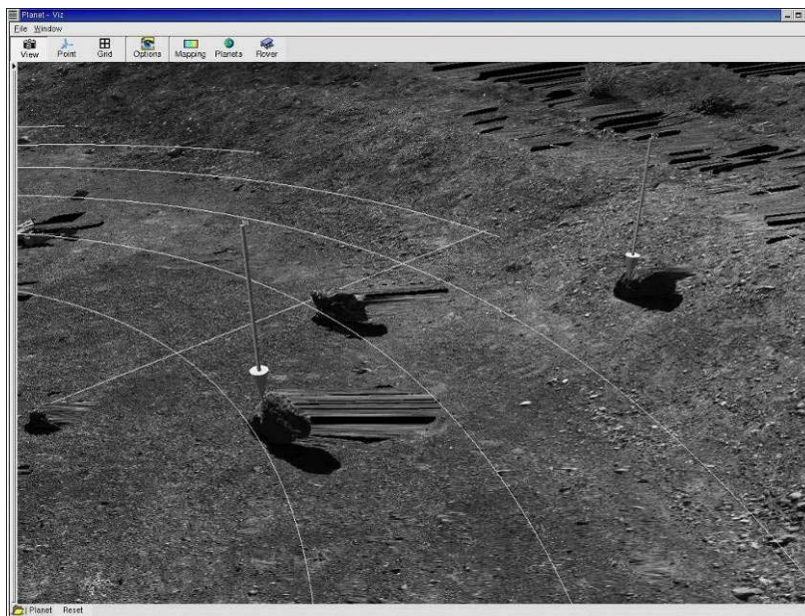 Planet - Viz
File Window
View Point Grid Options Mapping Planets Rover
Planet Reset